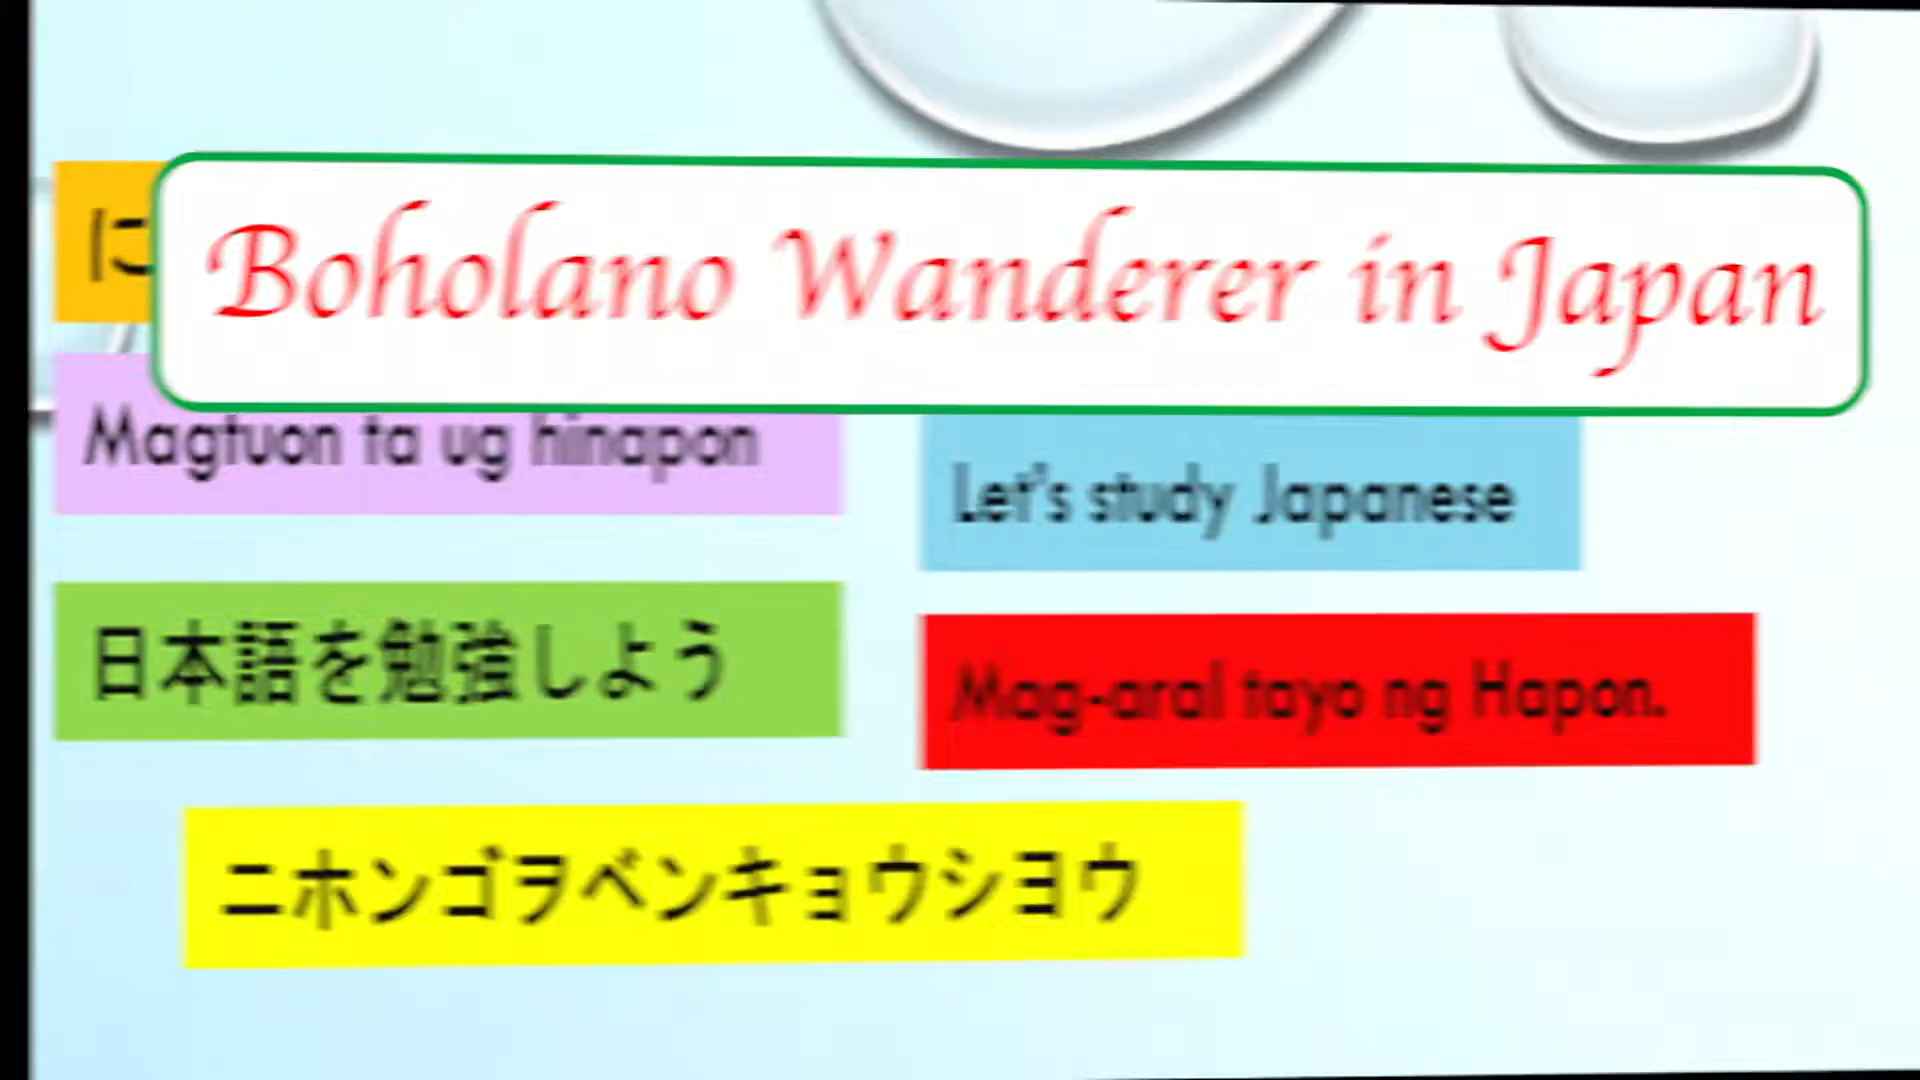 に
Boholano Wanderer in Japan
Magtuon ta ug hinapon
Let's study Japanese
日本語を勉強しよう
Mag-aral tayo ng Hapon.
ニホンゴヲベンキョウシヨウ